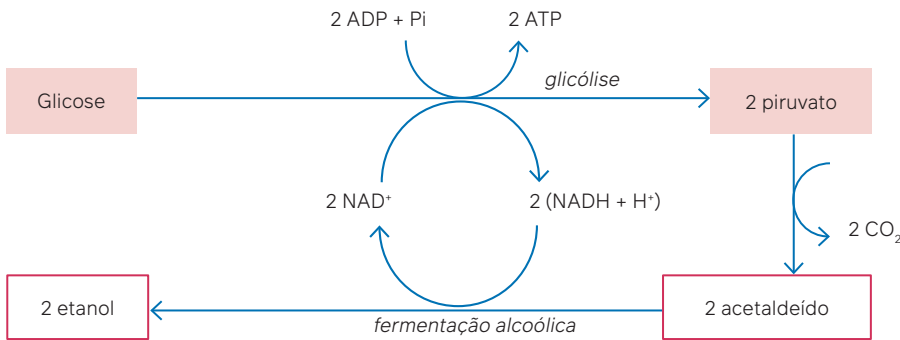 2 ADP + Pi
2 ATP
Glicose
glicólise
2 piruvato
2 NAD⁺
2 (NADH + H⁺)
2 CO₂
2 etanol
fermentação alcoólica
2 acetaldeído